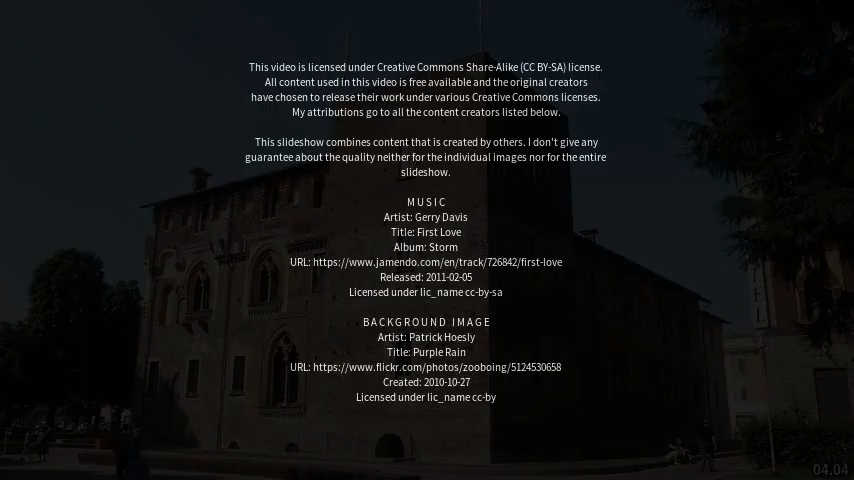 This video is licensed under Creative Commons Share-Alike (CC BY-SA) license.
All content used in this video is free available and the original creators
have chosen to release their work under various Creative Commons licenses.
My attributions go to all the content creators listed below.
This slideshow combines content that is created by others. I don't give any
guarantee about the quality neither for the individual images nor for the entire
slideshow.
MUSIC
Artist: Gerry Davis
Title: First Love
Album: Storm
URL: https://www.jamendo.com/en/track/726842/first-love
Released: 2011-02-05
Licensed under lic_name cc-by-sa
BACKGROUND IMAGE
Artist: Patrick Hoesly
Title: Purple Rain
URL: https://www.flickr.com/photos/zooboing/5124530658
Created: 2010-10-27
Licensed under lic_name cc-by
04.04